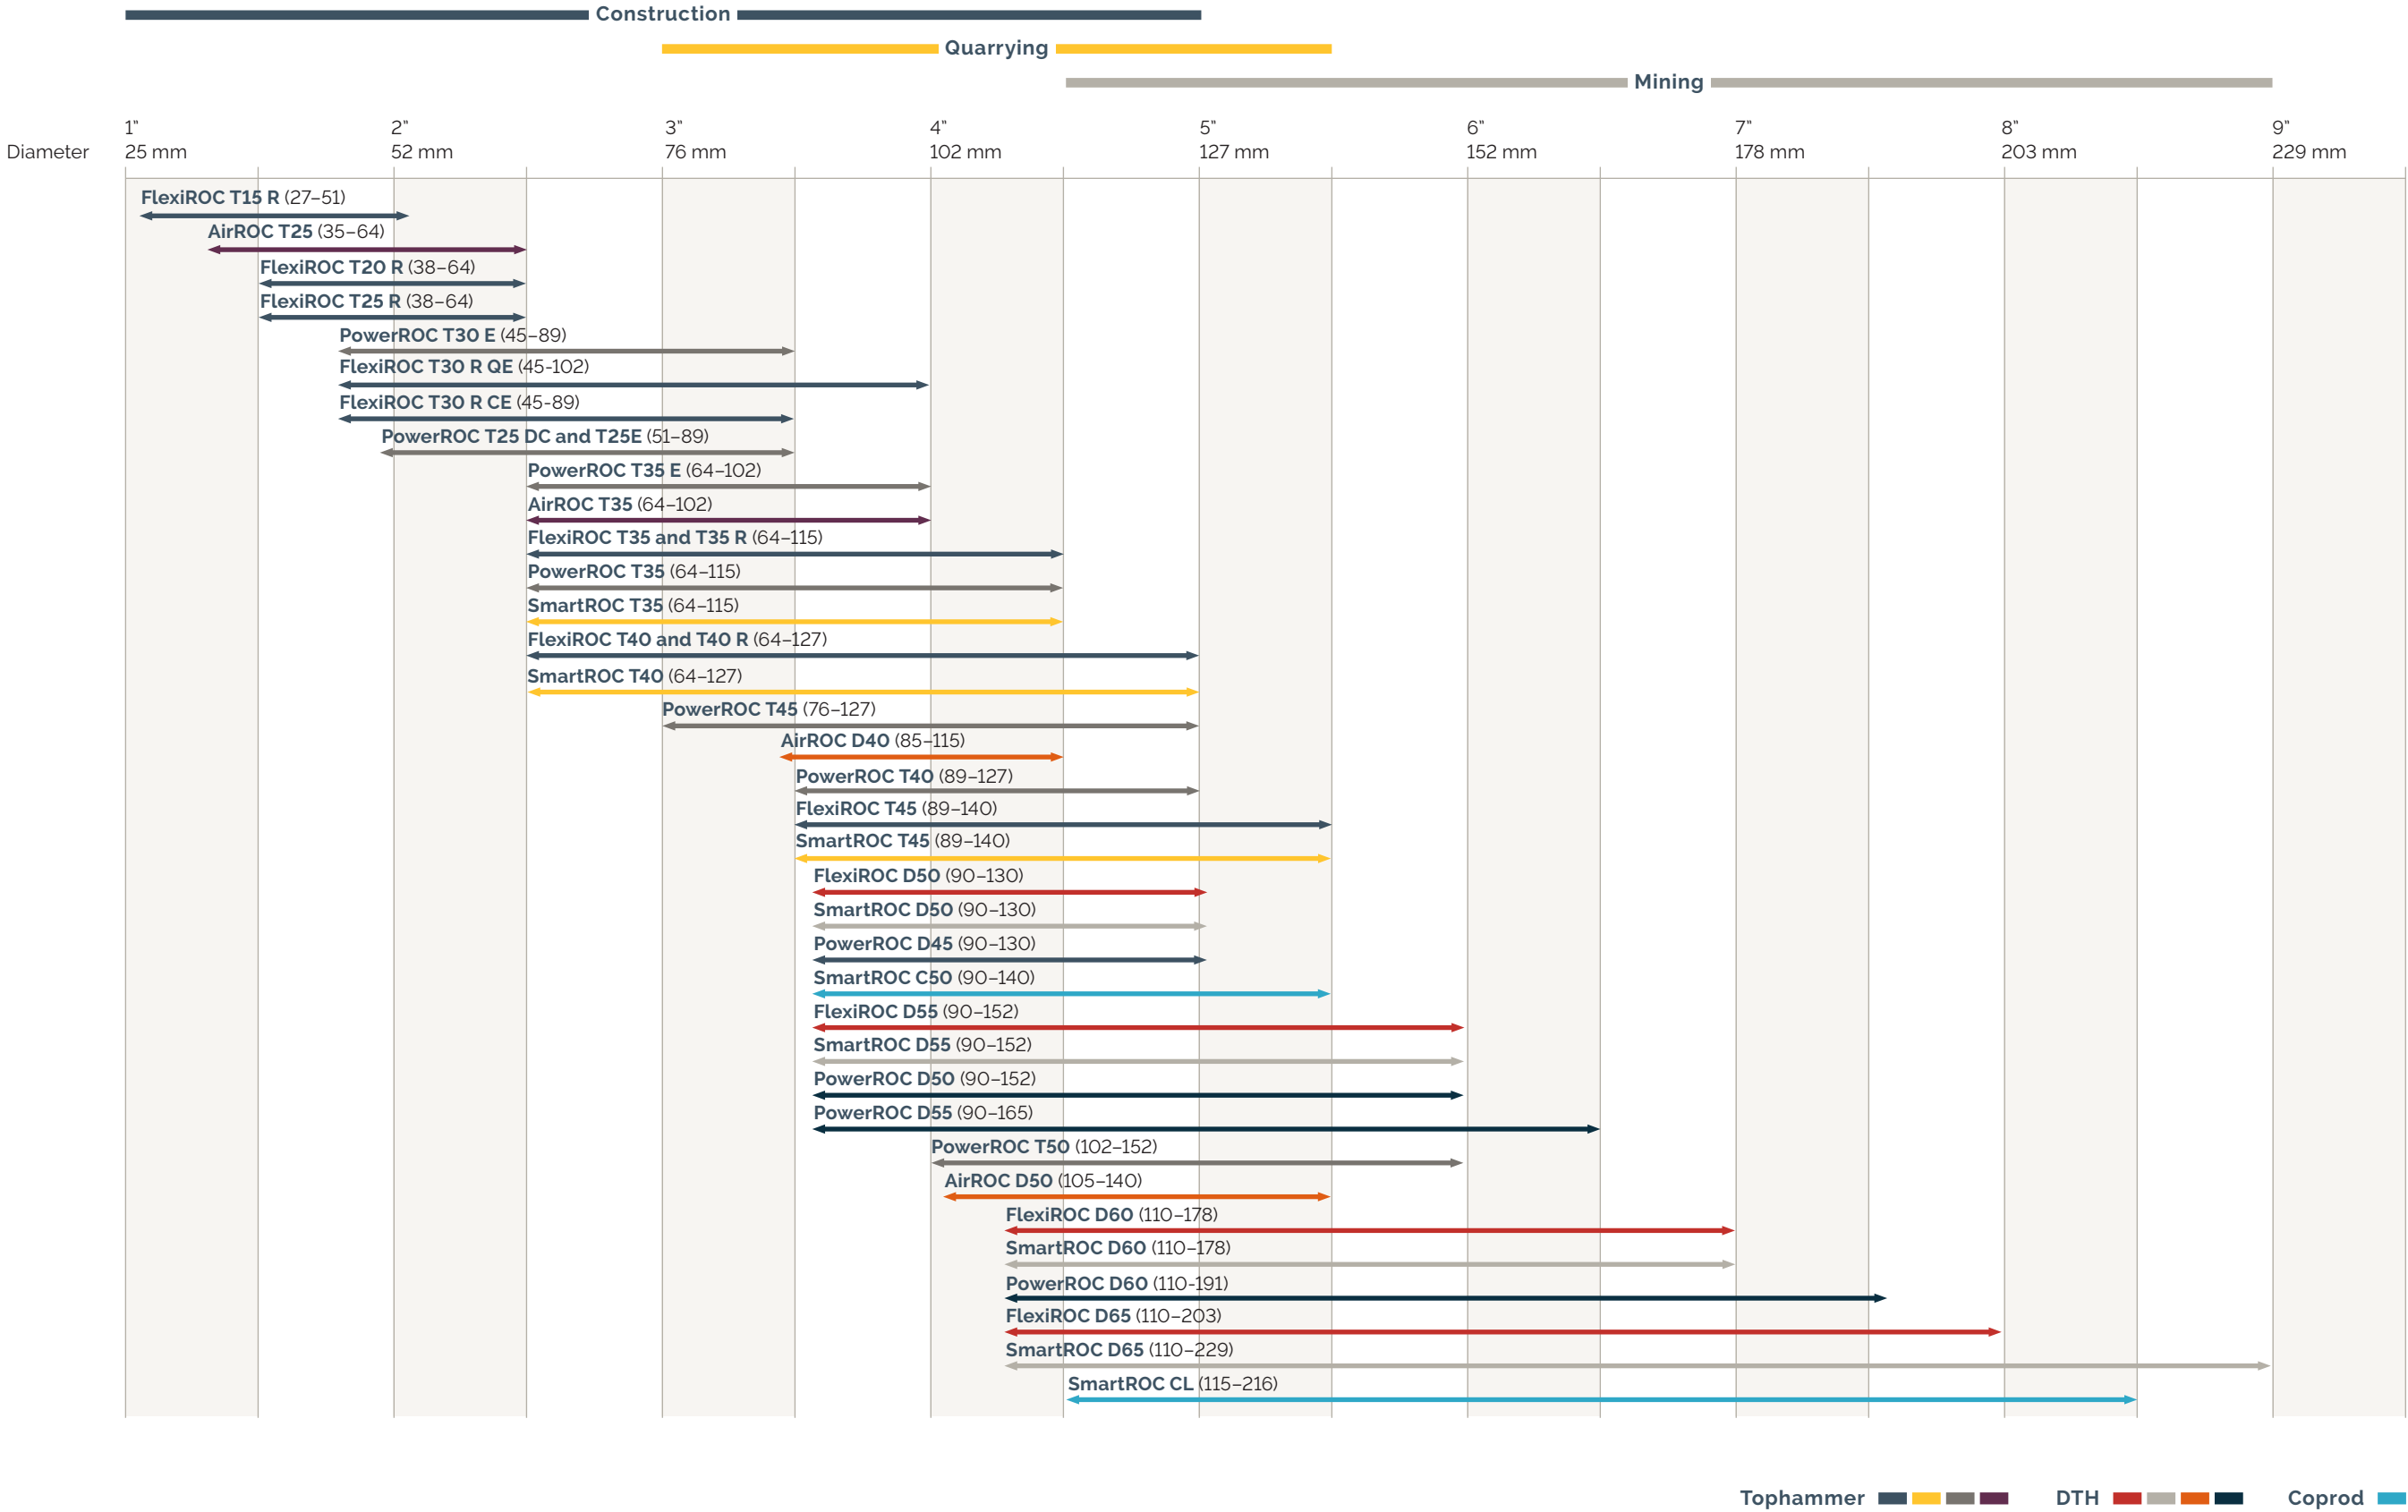 Construction
Quarrying
Mining
1” 2” 3” 4” 5” 6” 7” 8” 9”
Diameter 25 mm 52 mm 76 mm 102 mm 127 mm 152 mm 178 mm 203 mm 229 mm
FlexiROC T15 R (27–51)
AirROC T25 (35–64)
FlexiROC T20 R (38–64)
FlexiROC T25 R (38–64)
PowerROC T30 E (45–89)
FlexiROC T30 R QE (45-102)
FlexiROC T30 R CE (45-89)
PowerROC T25 DC and T25E (51–89)
PowerROC T35 E (64–102)
AirROC T35 (64–102)
FlexiROC T35 and T35 R (64–115)
PowerROC T35 (64–115)
SmartROC T35 (64–115)
FlexiROC T40 and T40 R (64–127)
SmartROC T40 (64–127)
PowerROC T45 (76–127)
AirROC D40 (85–115)
PowerROC T40 (89–127)
FlexiROC T45 (89–140)
SmartROC T45 (89–140)
FlexiROC D50 (90–130)
SmartROC D50 (90–130)
PowerROC D45 (90–130)
SmartROC C50 (90–140)
FlexiROC D55 (90–152)
SmartROC D55 (90–152)
PowerROC D50 (90–152)
PowerROC D55 (90–165)
PowerROC T50 (102–152)
AirROC D50 (105–140)
FlexiROC D60 (110–178)
SmartROC D60 (110–178)
PowerROC D60 (110-191)
FlexiROC D65 (110–203)
SmartROC D65 (110–229)
SmartROC CL (115–216)
Tophammer DTH Coprod